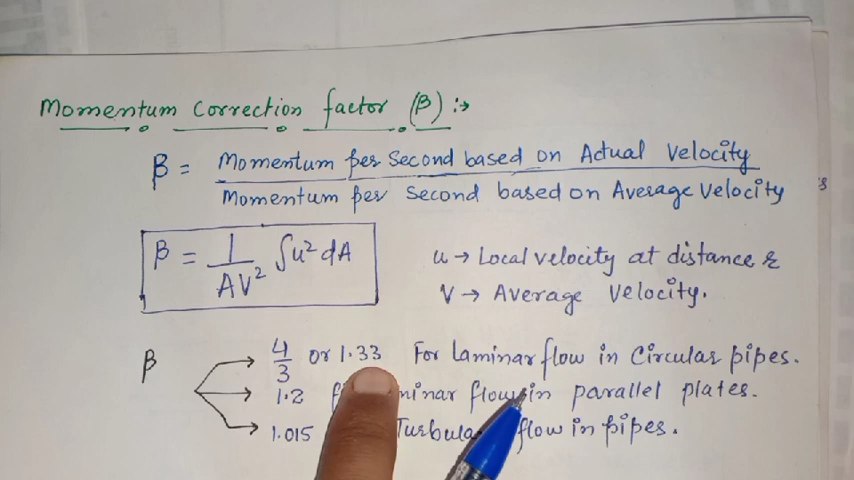 Momentum Correction factor (β) :→
β = Momentum per Second based on Actual Velocity
Momentum per Second based on Average Velocity
β = 1/AV² ∫u² dA
u → Local velocity at distance r
V → Average Velocity.
β
4/3 or 1.33 For Laminar flow in Circular pipes.
1.2 flow in parallel plates.
1.015 flow in pipes.